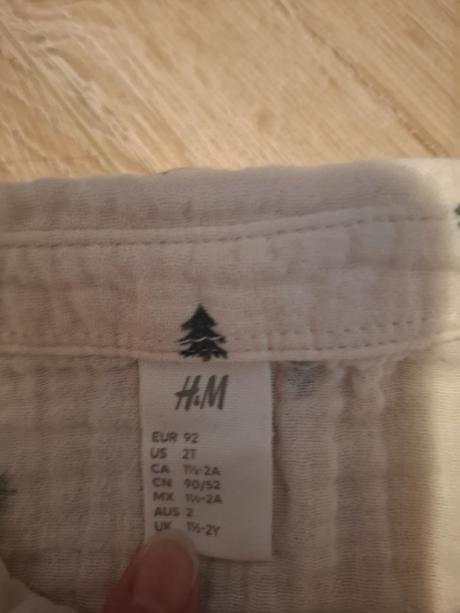 H&M
EUR 92
US 2T
CA 1½-2A
CN 90/52
MX 1½-2A
AUS 2
UK 1½-2Y